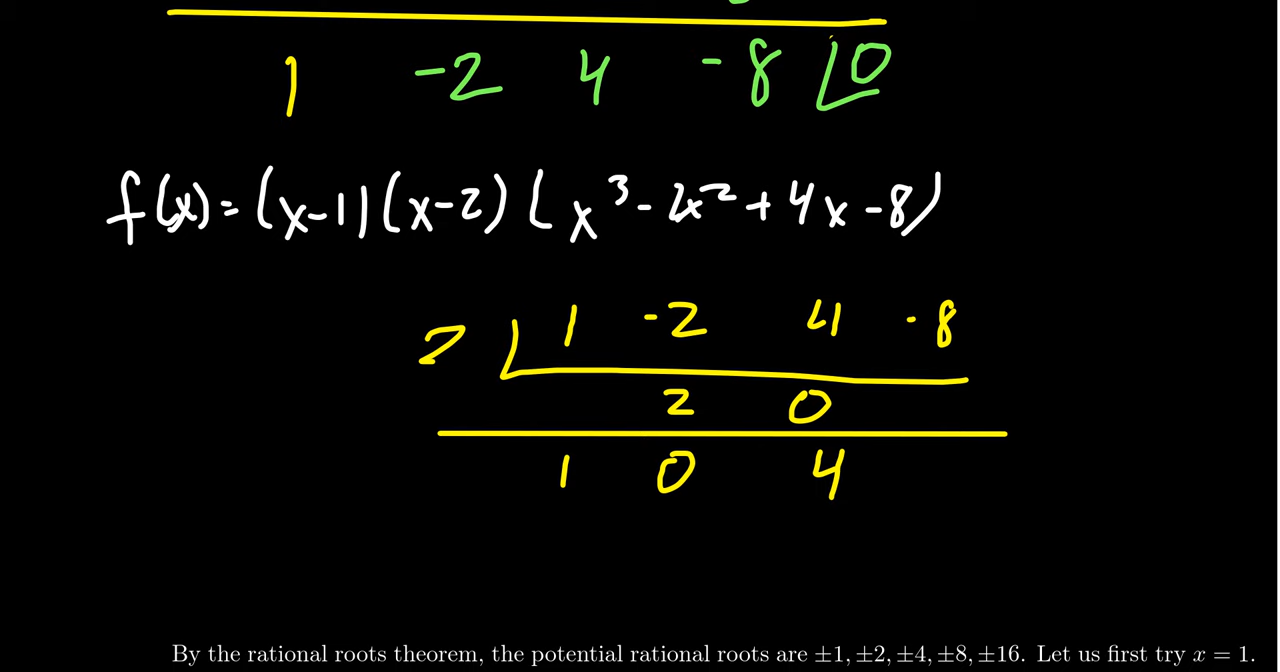 1 -2 4 -8 0
f(x)=(x-1)(x-2)(x³-2x²+4x-8)
2 1 -2 4 -8
2 0
1 0 4
By the rational roots theorem, the potential rational roots are ±1, ±2, ±4, ±8, ±16. Let us first try x = 1.